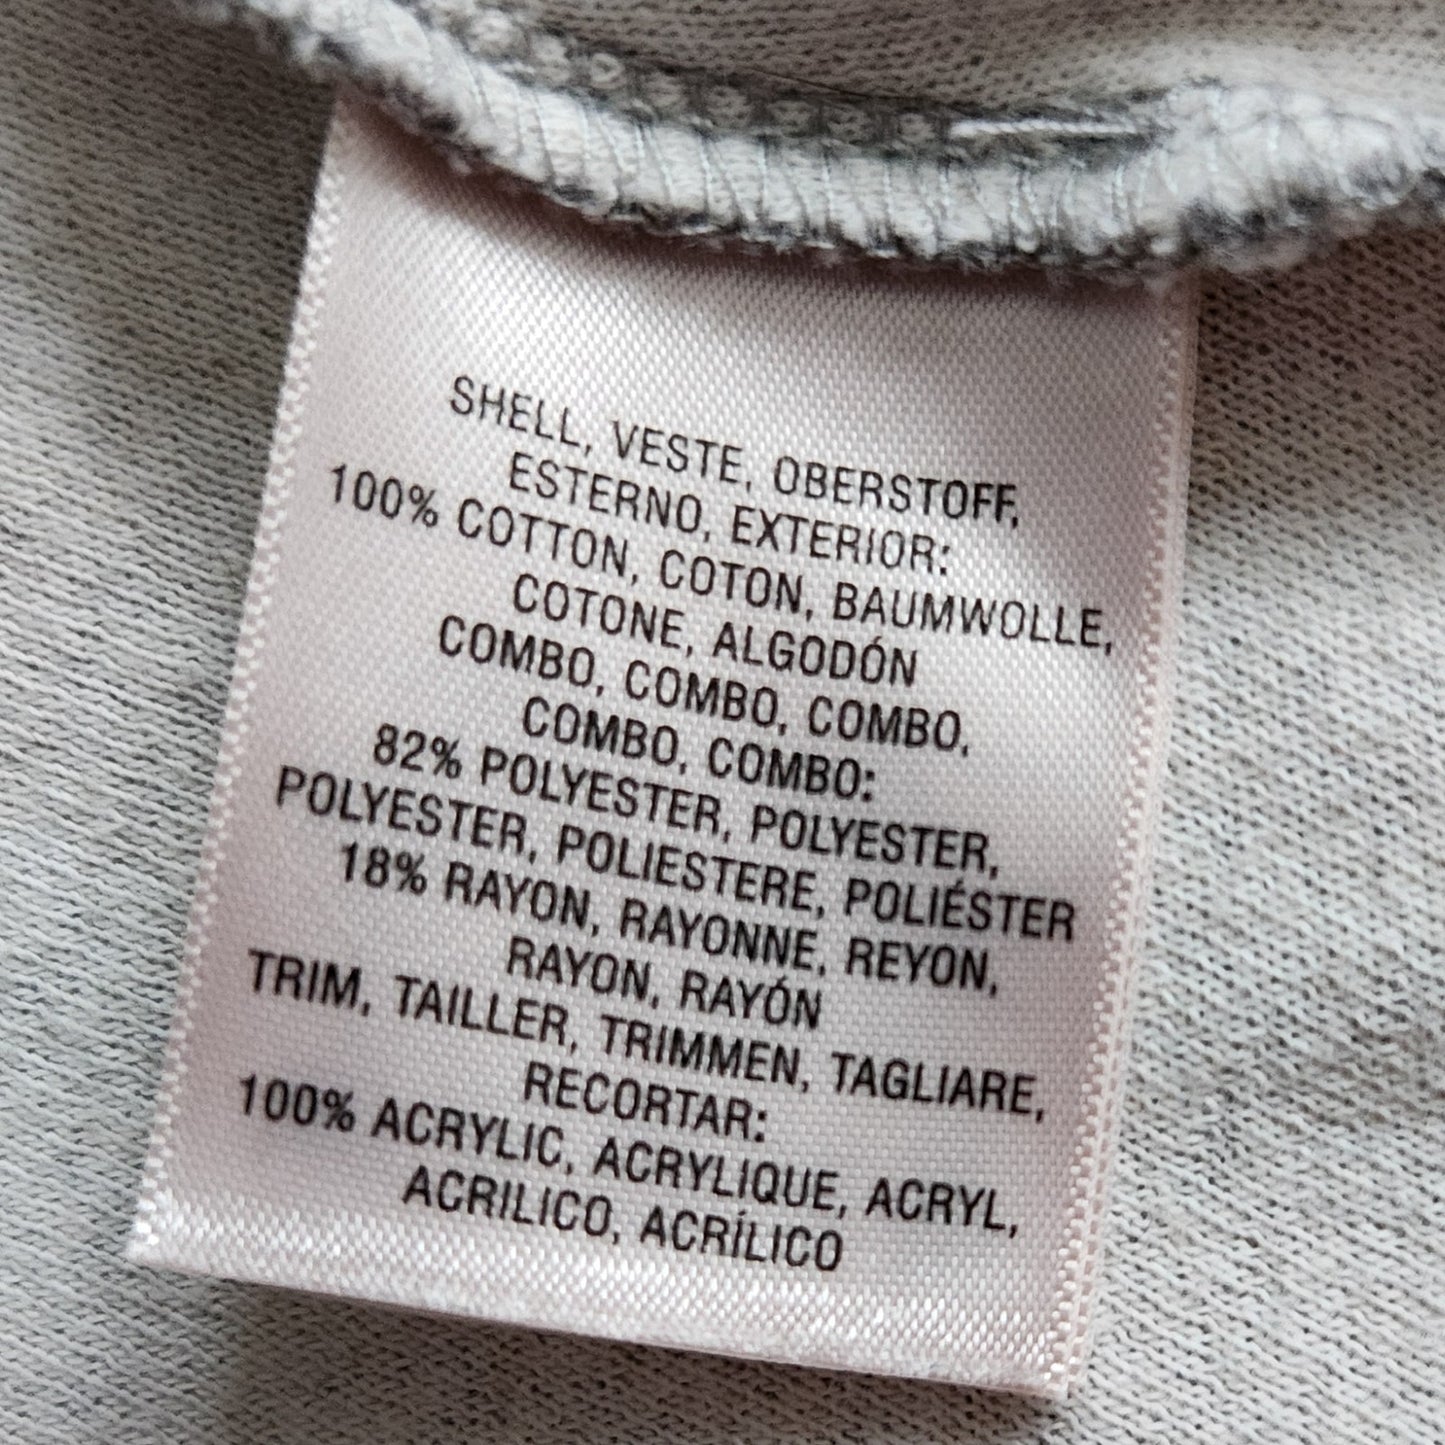 SHELL, VESTE, OBERSTOFF,
ESTERNO, EXTERIOR:
100% COTTON, COTON, BAUMWOLLE,
COTONE, ALGODÓN
COMBO, COMBO, COMBO,
COMBO, COMBO:
82% POLYESTER, POLYESTER,
POLYESTER, POLIESTERE, POLIÉSTER
18% RAYON, RAYONNE, REYON,
RAYON, RAYÓN
TRIM, TAILLER, TRIMMEN, TAGLIARE,
RECORTAR:
100% ACRYLIC, ACRYLIQUE, ACRYL,
ACRILICO, ACRÍLICO